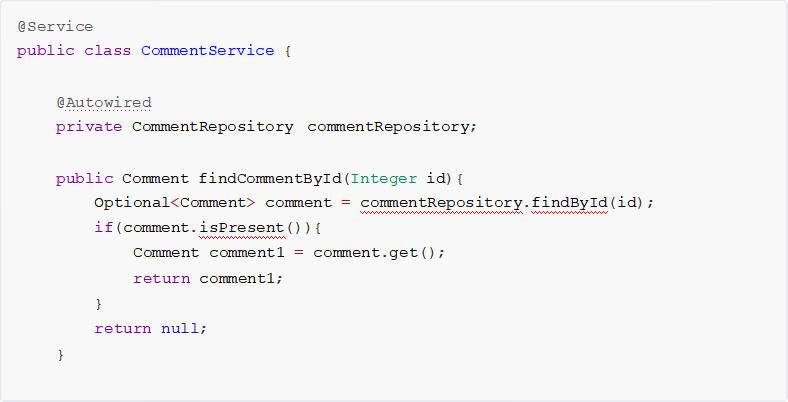 @Service
public class CommentService {
@Autowired
private CommentRepository commentRepository;
public Comment findCommentById(Integer id){
Optional<Comment> comment = commentRepository.findById(id);
if(comment.isPresent()){
Comment comment1 = comment.get();
return comment1;
}
return null;
}